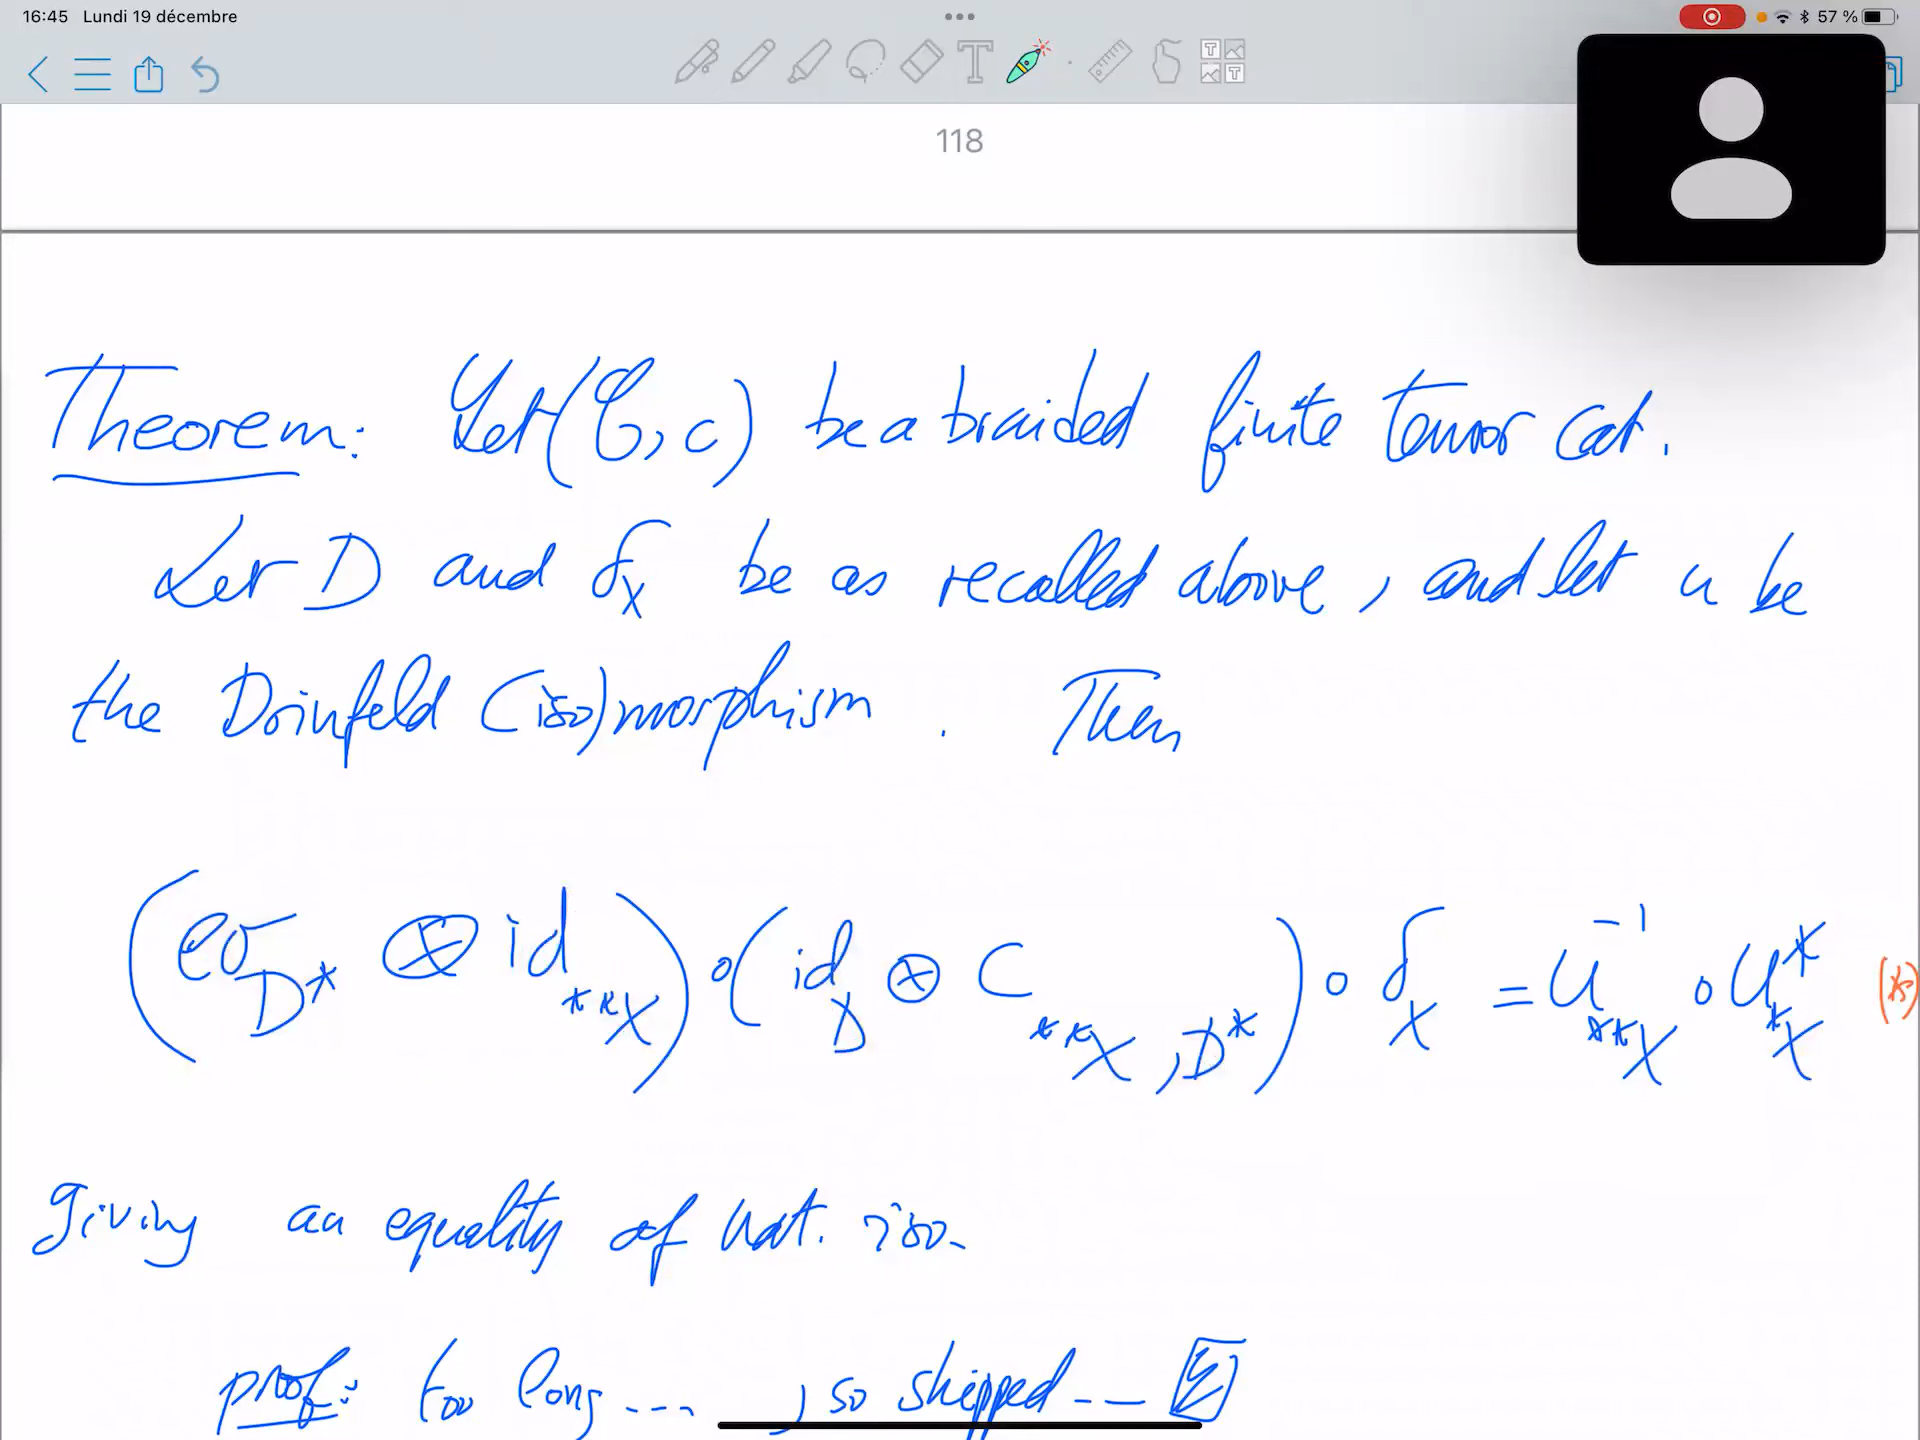 16:45 Lundi 19 décembre
57 %
118
Theorem: Let (C, c) be a braided finite tensor cat.
Let D and δ_X be as recalled above, and let u be
the Drinfeld (iso)morphism. Then
(ev_{D*} ⊗ id_{**X}) ∘ (id_D ⊗ C_{**X, D*}) ∘ δ_X = u^{-1}_{**X} ∘ u^*_{*X} (*)
giving an equality of nat. iso.
proof: too long ... , so skipped ...